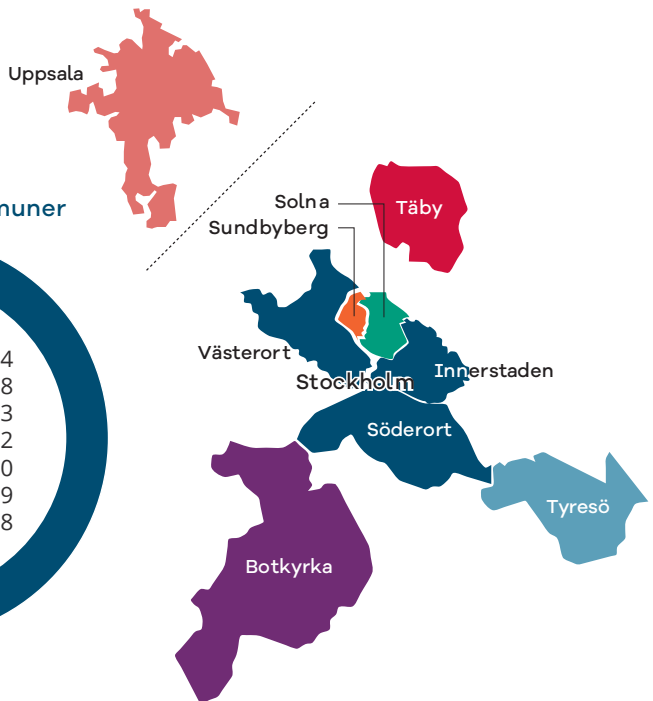 Uppsala
muner
Solna
Täby
Sundbyberg
4
Västerort
Innerstaden
8
Stockholm
3
2
Söderort
0
9
8
Tyresö
Botkyrka